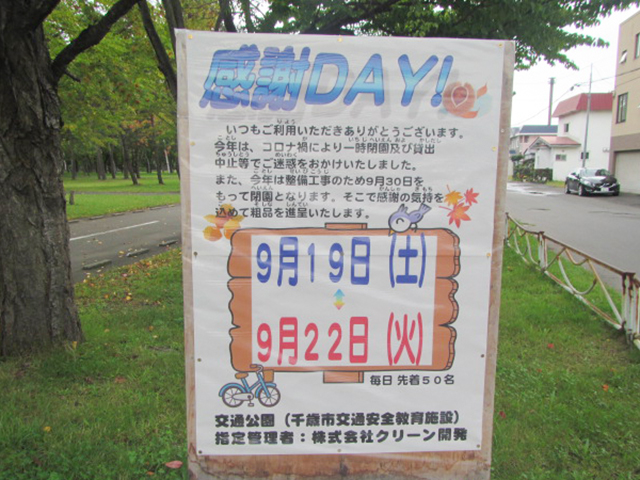 感謝DAY!
いつもご利用いただきありがとうございます。
今年は、コロナ禍により一時閉園及び貸出
中止等でご迷惑をおかけいたしました。
また、今年は整備工事のため9月30日を
もって閉園となります。そこで感謝の気持を
込めて粗品を進呈いたします。
9月19日(土)
9月22日(火)
毎日 先着50名
交通公園(千歳市交通安全教育施設)
指定管理者:株式会社クリーン開発